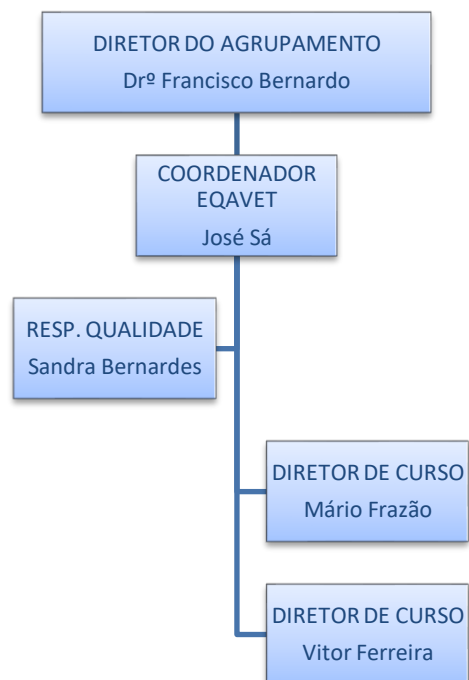 DIRETOR DO AGRUPAMENTO
Drº Francisco Bernardo
COORDENADOR
EQAVET
José Sá
RESP. QUALIDADE
Sandra Bernardes
DIRETOR DE CURSO
Mário Frazão
DIRETOR DE CURSO
Vitor Ferreira